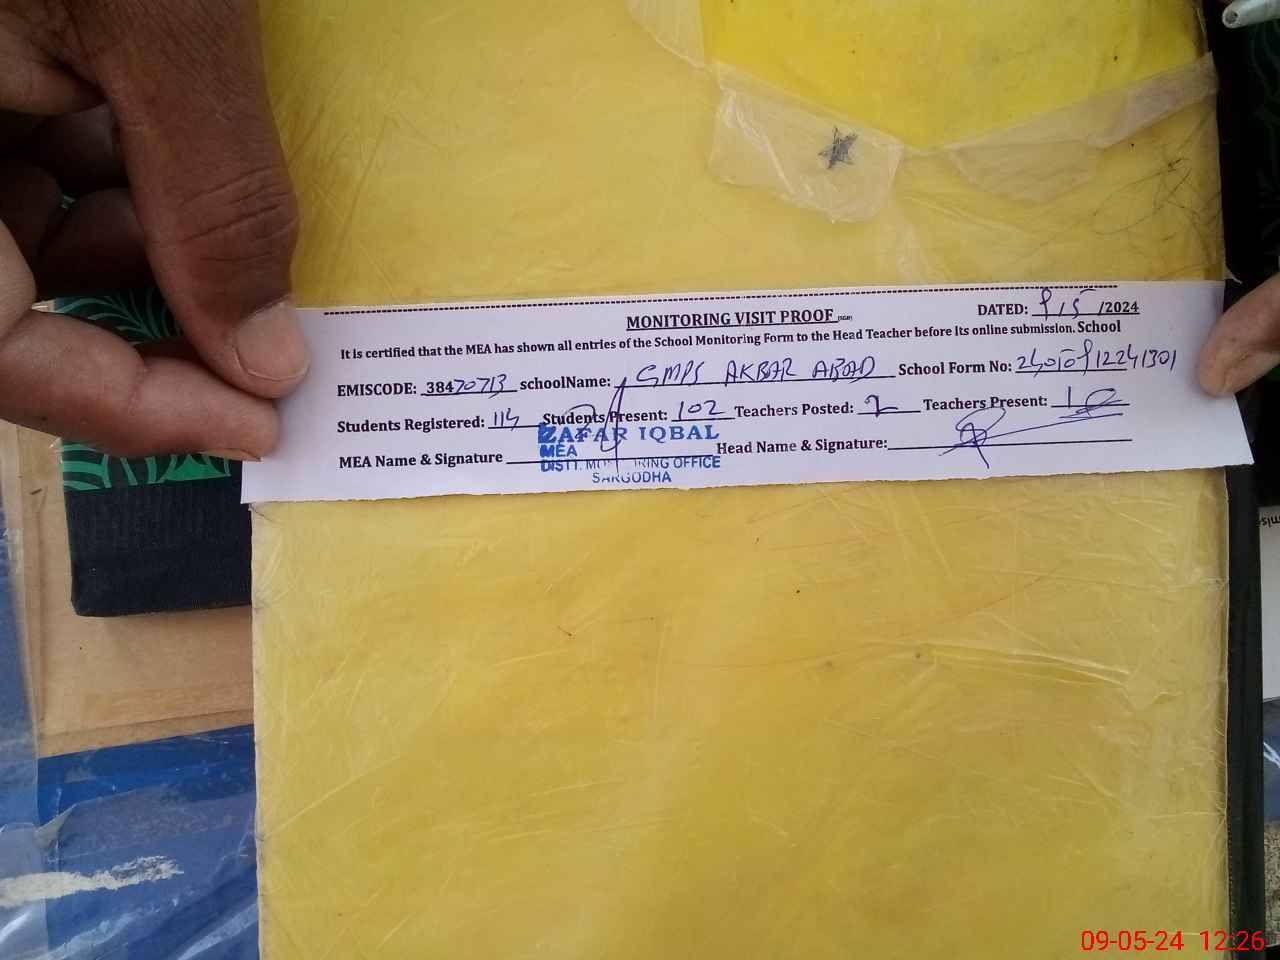 MONITORING VISIT PROOF
DATED: 9/5/2024
It is certified that the MEA has shown all entries of the School Monitoring Form to the Head Teacher before its online submission. School
EMISCODE: 38470713 schoolName: GMPS AKBAR ABAD School Form No: 24050912241301
Students Registered: 114 Students Present: 102 Teachers Posted: 2 Teachers Present: 1
ZAFAR IQBAL
MEA Name & Signature MEA Head Name & Signature:
DISTT. MONITORING OFFICE
SARGODHA
09-05-24 12:26